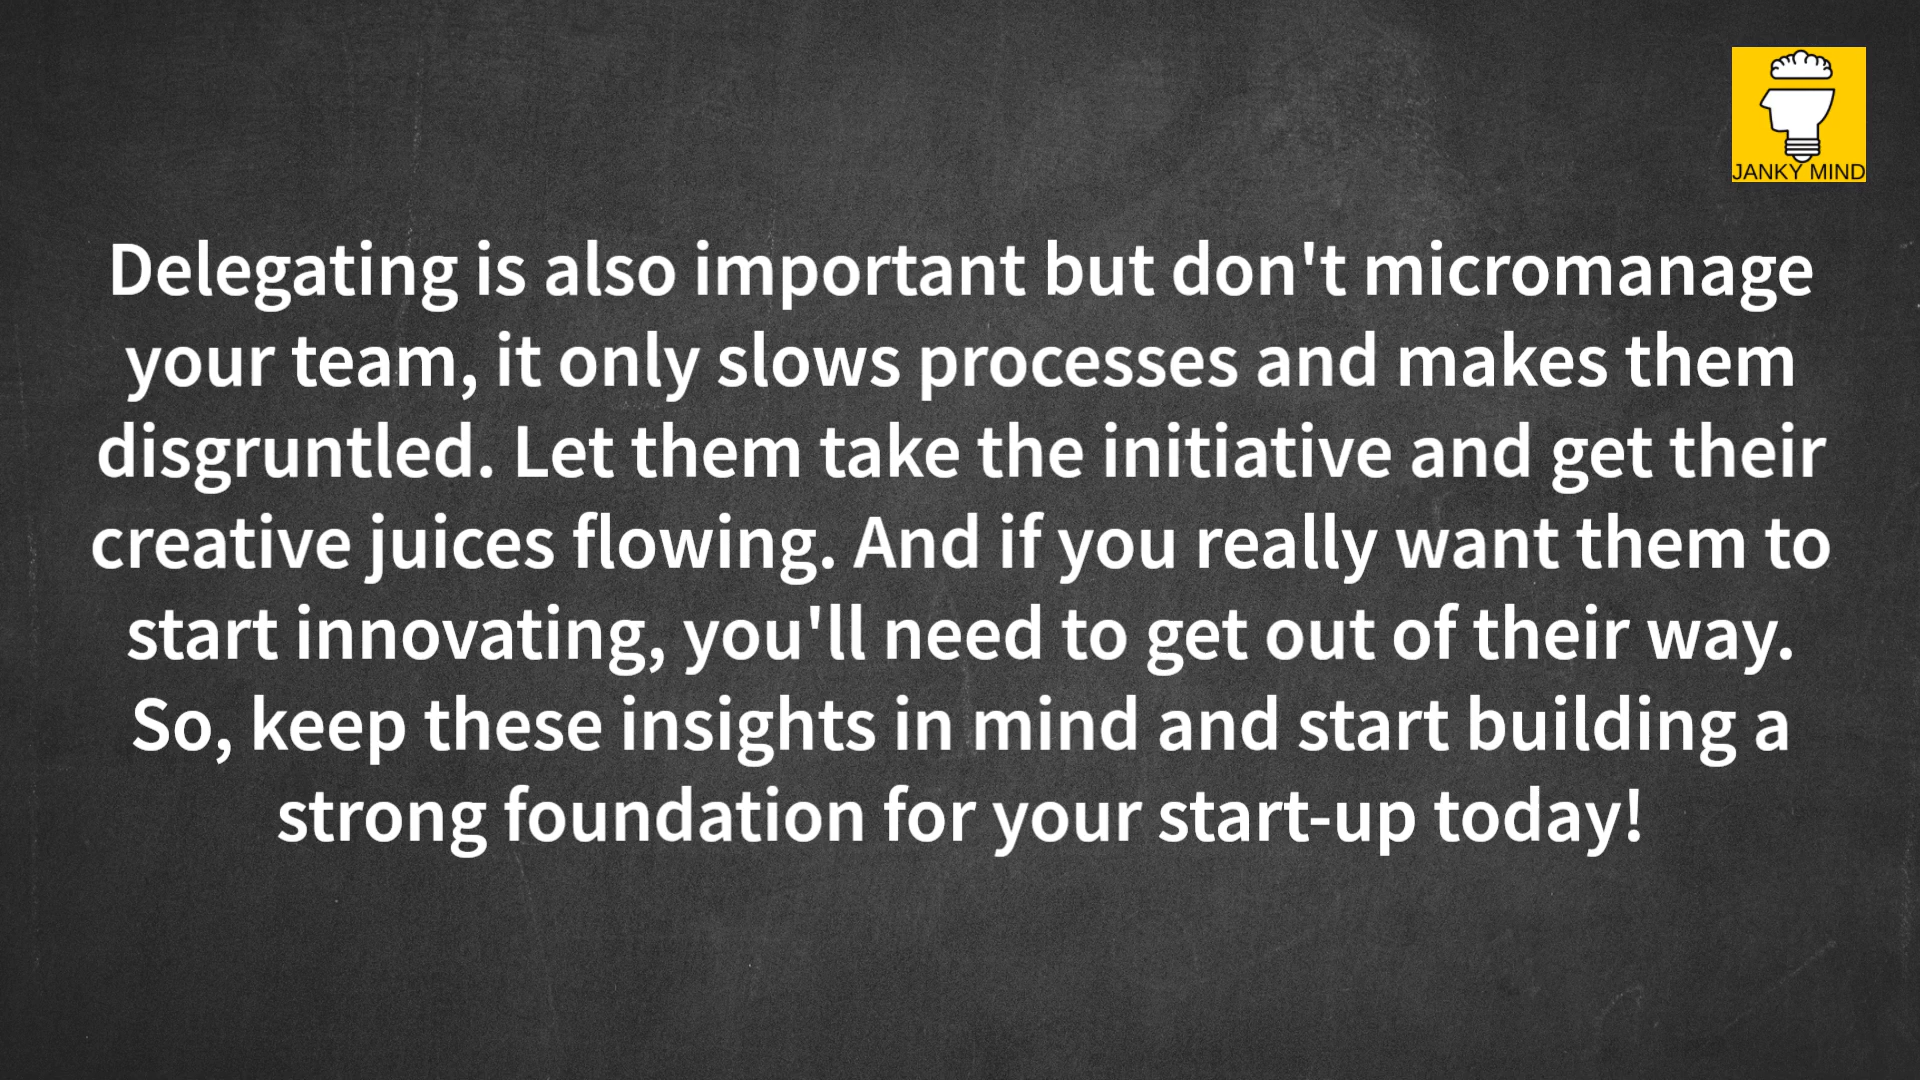 JANKY MIND
Delegating is also important but don't micromanage
your team, it only slows processes and makes them
disgruntled. Let them take the initiative and get their
creative juices flowing. And if you really want them to
start innovating, you'll need to get out of their way.
So, keep these insights in mind and start building a
strong foundation for your start-up today!